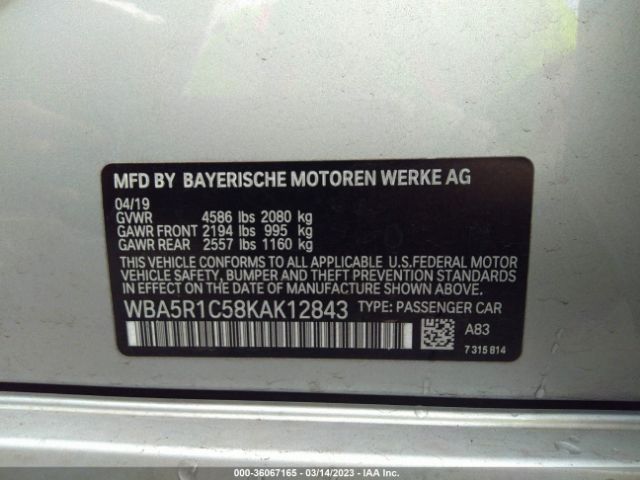 MFD BY BAYERISCHE MOTOREN WERKE AG
04/19
GVWR 4586 lbs 2080 kg
GAWR FRONT 2194 lbs 995 kg
GAWR REAR 2557 lbs 1160 kg
THIS VEHICLE CONFORMS TO ALL APPLICABLE U.S.FEDERAL MOTOR
VEHICLE SAFETY, BUMPER, AND THEFT PREVENTION STANDARDS
IN EFFECT ON THE DATE OF MANUFACTURE SHOWN ABOVE.
WBA5R1C58KAK12843 TYPE: PASSENGER CAR
A83
7 315 814
000-36067165 - 03/14/2023 - IAA Inc.